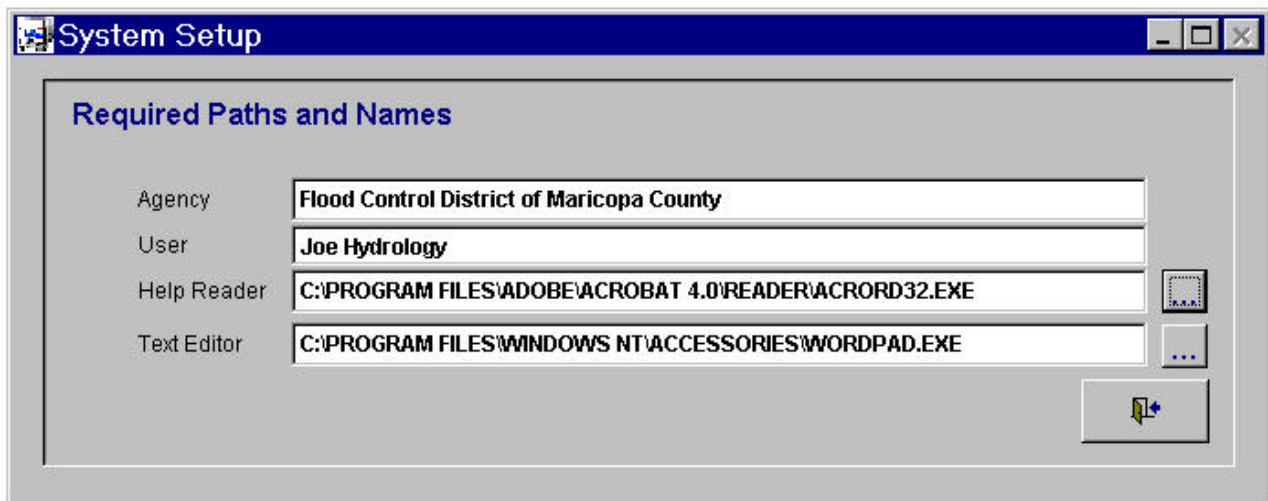 System Setup
Required Paths and Names
Agency Flood Control District of Maricopa County
User Joe Hydrology
Help Reader C:\PROGRAM FILES\ADOBE\ACROBAT 4.0\READER\ACRORD32.EXE
...
Text Editor C:\PROGRAM FILES\WINDOWS NT\ACCESSORIES\WORDPAD.EXE
...